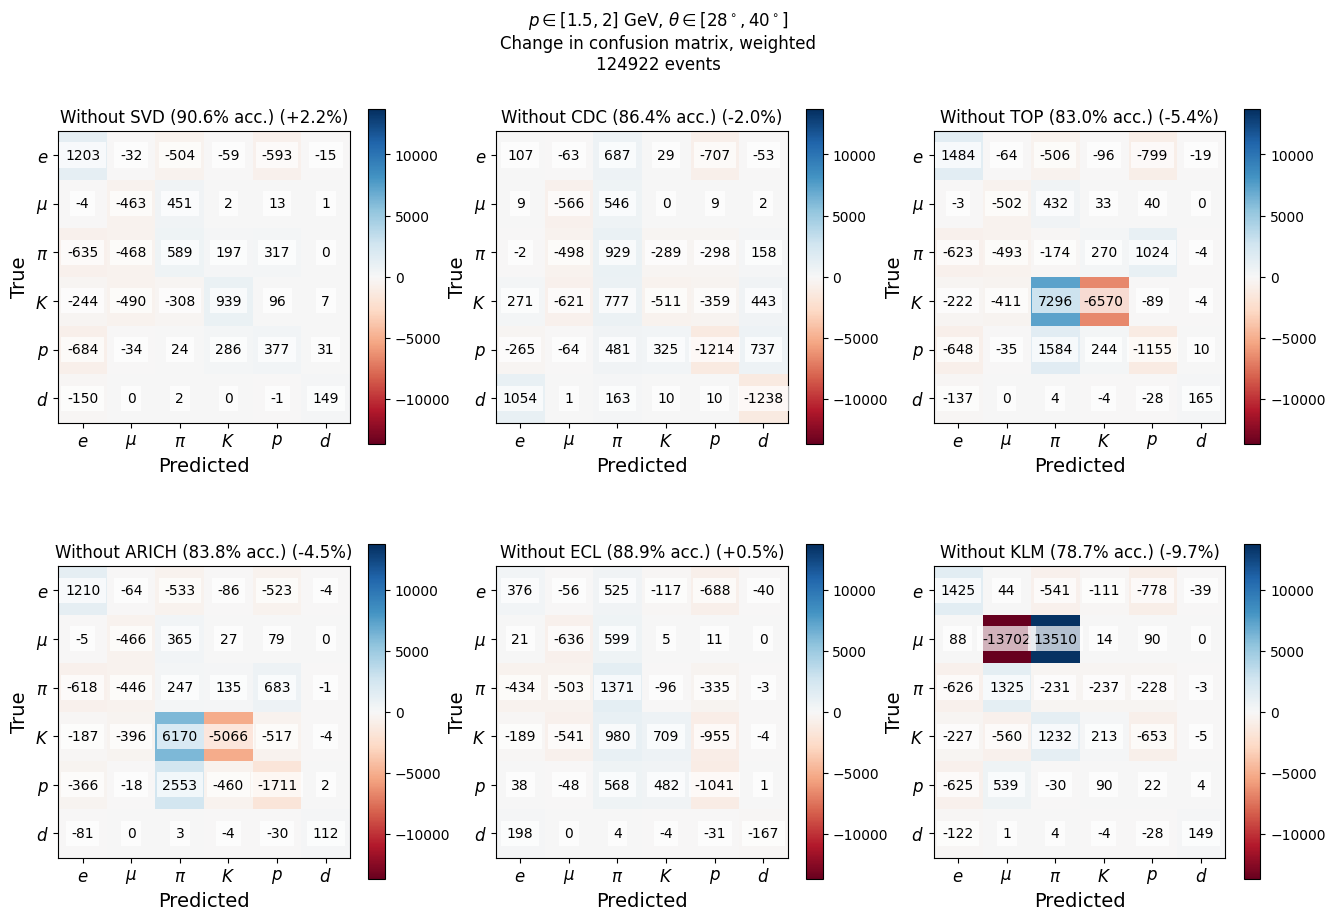 p ∈ [1.5, 2] GeV, θ ∈ [28°, 40°]
Change in confusion matrix, weighted
124922 events
Without SVD (90.6% acc.) (+2.2%)
e 1203 -32 -504 -59 -593 -15
μ -4 -463 451 2 13 1
π -635 -468 589 197 317 0
K -244 -490 -308 939 96 7
p -684 -34 24 286 377 31
d -150 0 2 0 -1 149
e μ π K p d
True
Predicted
10000
5000
0
−5000
−10000
Without CDC (86.4% acc.) (-2.0%)
e 107 -63 687 29 -707 -53
μ 9 -566 546 0 9 2
π -2 -498 929 -289 -298 158
K 271 -621 777 -511 -359 443
p -265 -64 481 325 -1214 737
d 1054 1 163 10 10 -1238
e μ π K p d
True
Predicted
10000
5000
0
−5000
−10000
Without TOP (83.0% acc.) (-5.4%)
e 1484 -64 -506 -96 -799 -19
μ -3 -502 432 33 40 0
π -623 -493 -174 270 1024 -4
K -222 -411 7296 -6570 -89 -4
p -648 -35 1584 244 -1155 10
d -137 0 4 -4 -28 165
e μ π K p d
True
Predicted
10000
5000
0
−5000
−10000
Without ARICH (83.8% acc.) (-4.5%)
e 1210 -64 -533 -86 -523 -4
μ -5 -466 365 27 79 0
π -618 -446 247 135 683 -1
K -187 -396 6170 -5066 -517 -4
p -366 -18 2553 -460 -1711 2
d -81 0 3 -4 -30 112
e μ π K p d
True
Predicted
10000
5000
0
−5000
−10000
Without ECL (88.9% acc.) (+0.5%)
e 376 -56 525 -117 -688 -40
μ 21 -636 599 5 11 0
π -434 -503 1371 -96 -335 -3
K -189 -541 980 709 -955 -4
p 38 -48 568 482 -1041 1
d 198 0 4 -4 -31 -167
e μ π K p d
True
Predicted
10000
5000
0
−5000
−10000
Without KLM (78.7% acc.) (-9.7%)
e 1425 44 -541 -111 -778 -39
μ 88 -13702 13510 14 90 0
π -626 1325 -231 -237 -228 -3
K -227 -560 1232 213 -653 -5
p -625 539 -30 90 22 4
d -122 1 4 -4 -28 149
e μ π K p d
True
Predicted
10000
5000
0
−5000
−10000